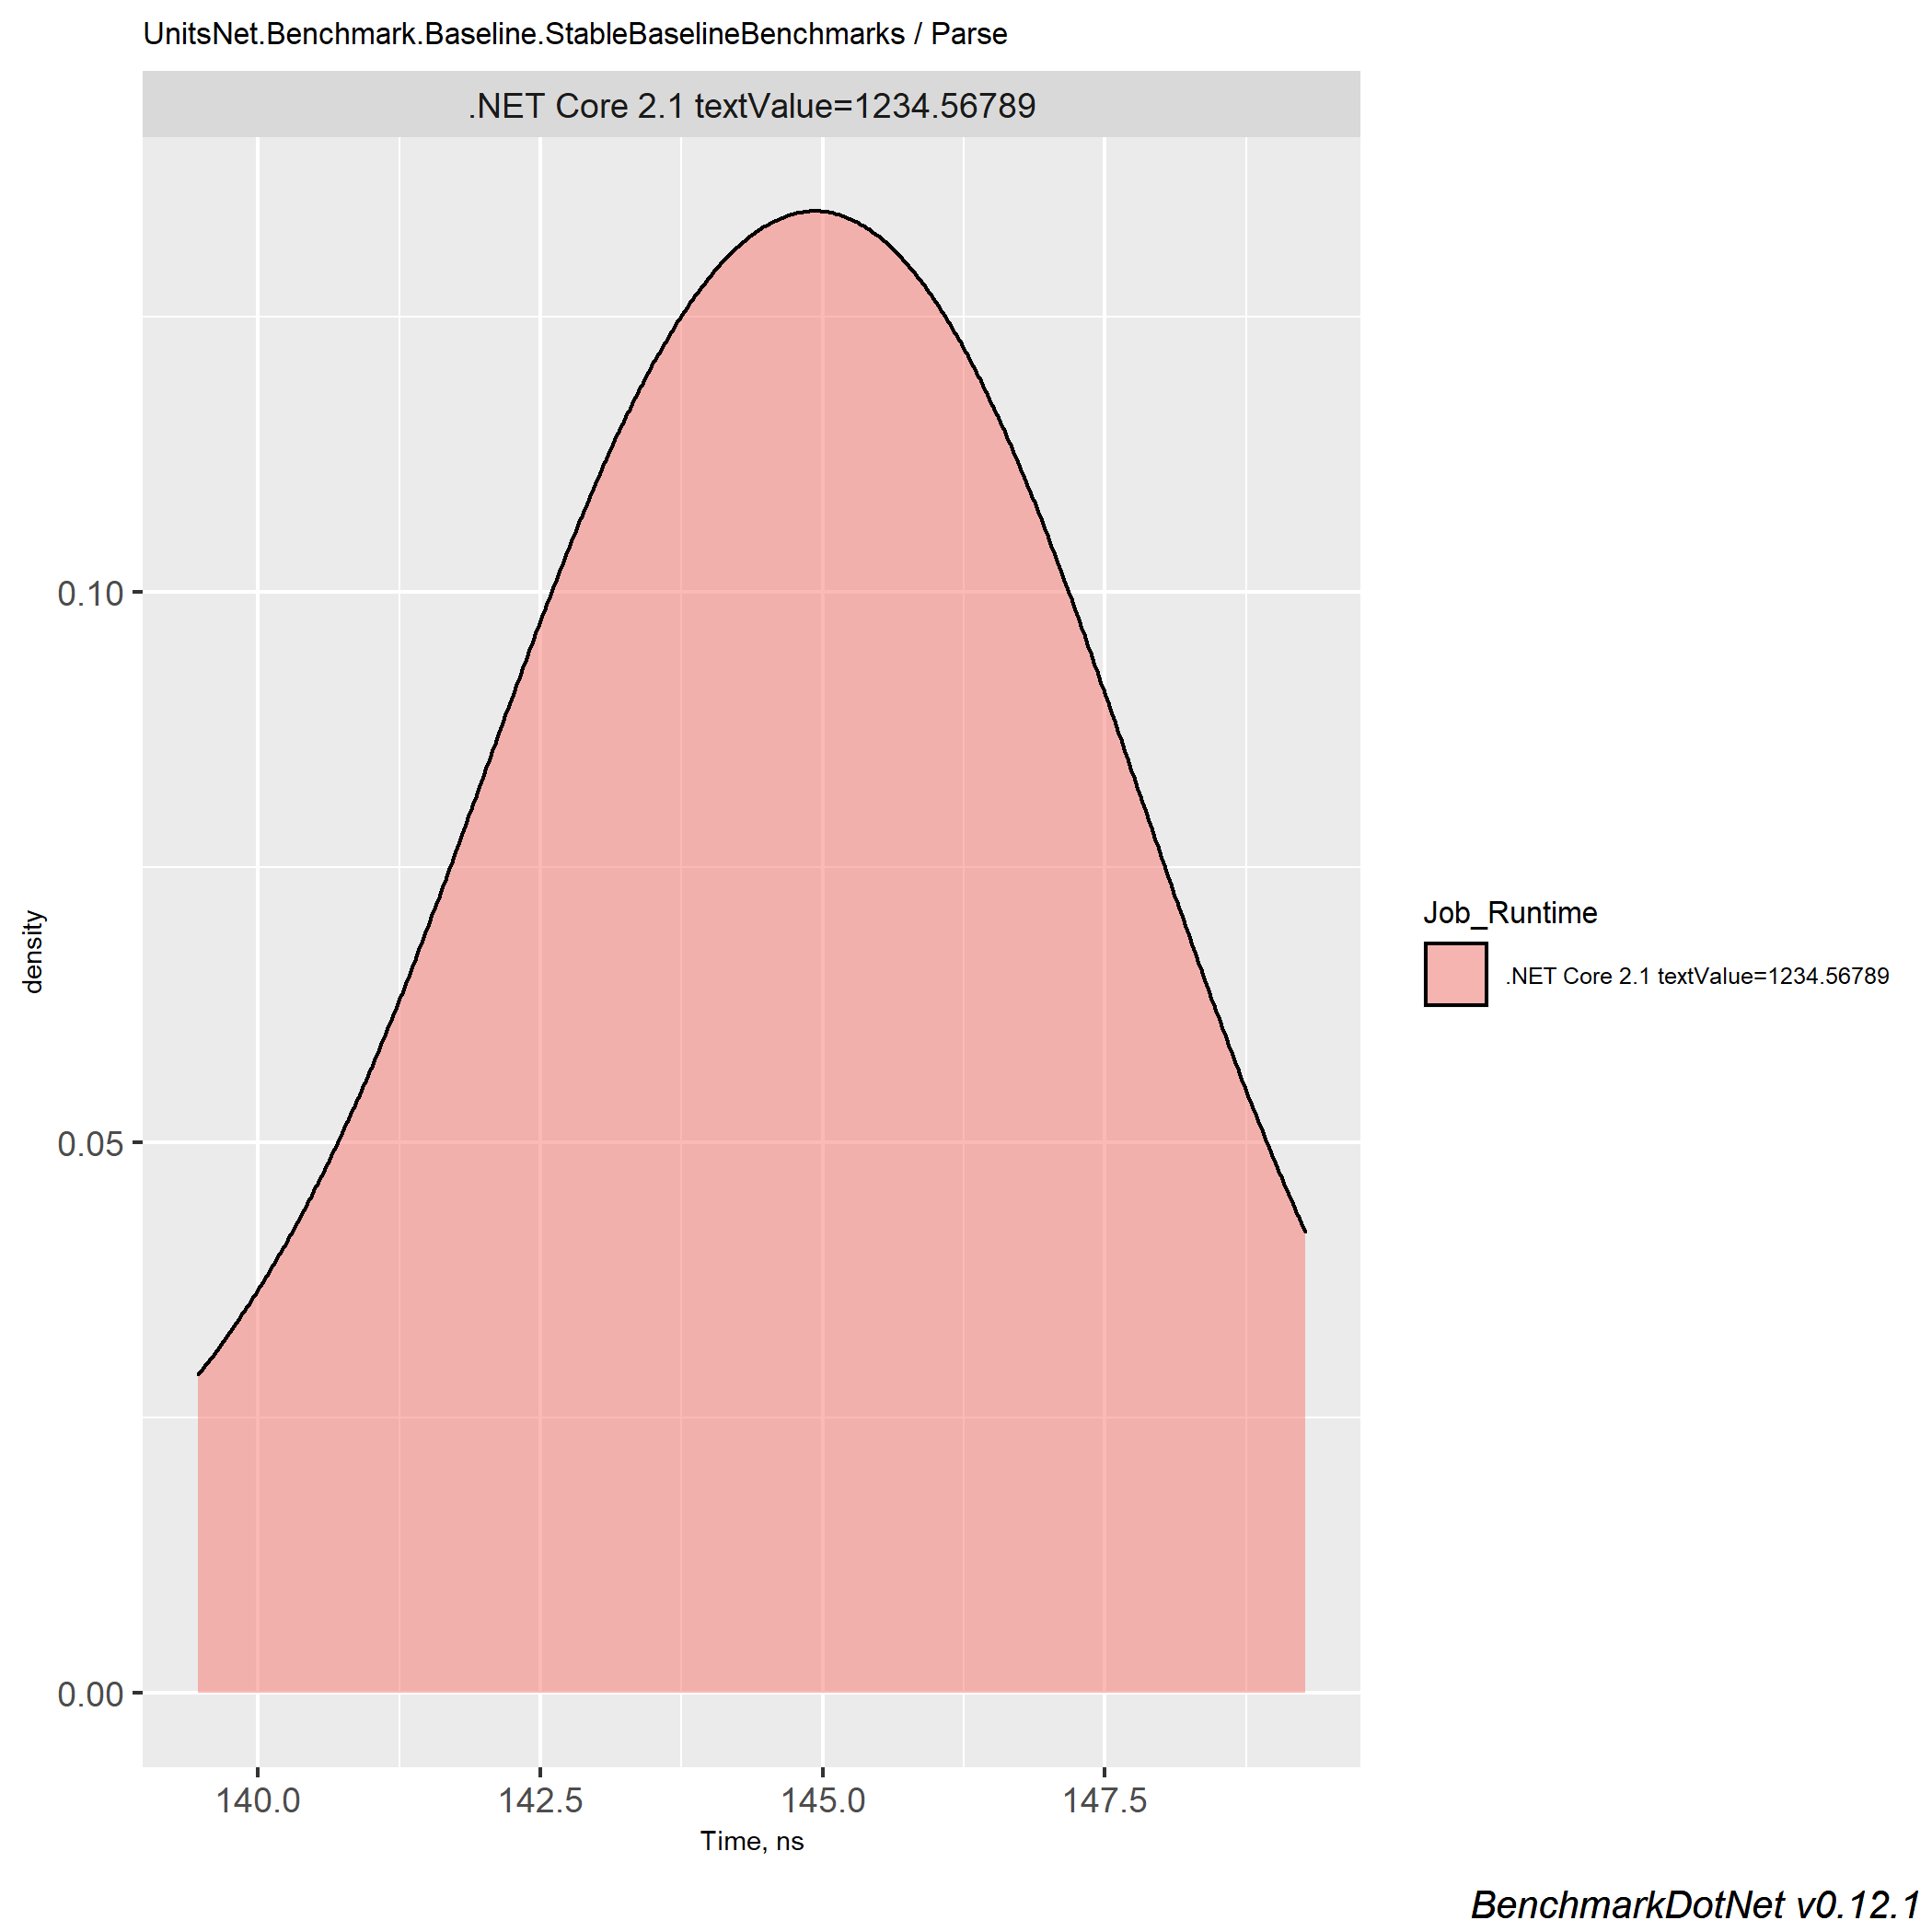 UnitsNet.Benchmark.Baseline.StableBaselineBenchmarks / Parse
.NET Core 2.1 textValue=1234.56789
0.10
0.05
0.00
density
140.0 142.5 145.0 147.5
Time, ns
Job_Runtime
.NET Core 2.1 textValue=1234.56789
BenchmarkDotNet v0.12.1